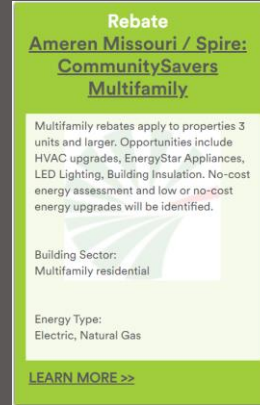 Rebate
Ameren Missouri / Spire:
CommunitySavers
Multifamily
Multifamily rebates apply to properties 3
units and larger. Opportunities include
HVAC upgrades, EnergyStar Appliances,
LED Lighting, Building Insulation. No-cost
energy assessment and low or no-cost
energy upgrades will be identified.
Building Sector:
Multifamily residential
Energy Type:
Electric, Natural Gas
LEARN MORE >>